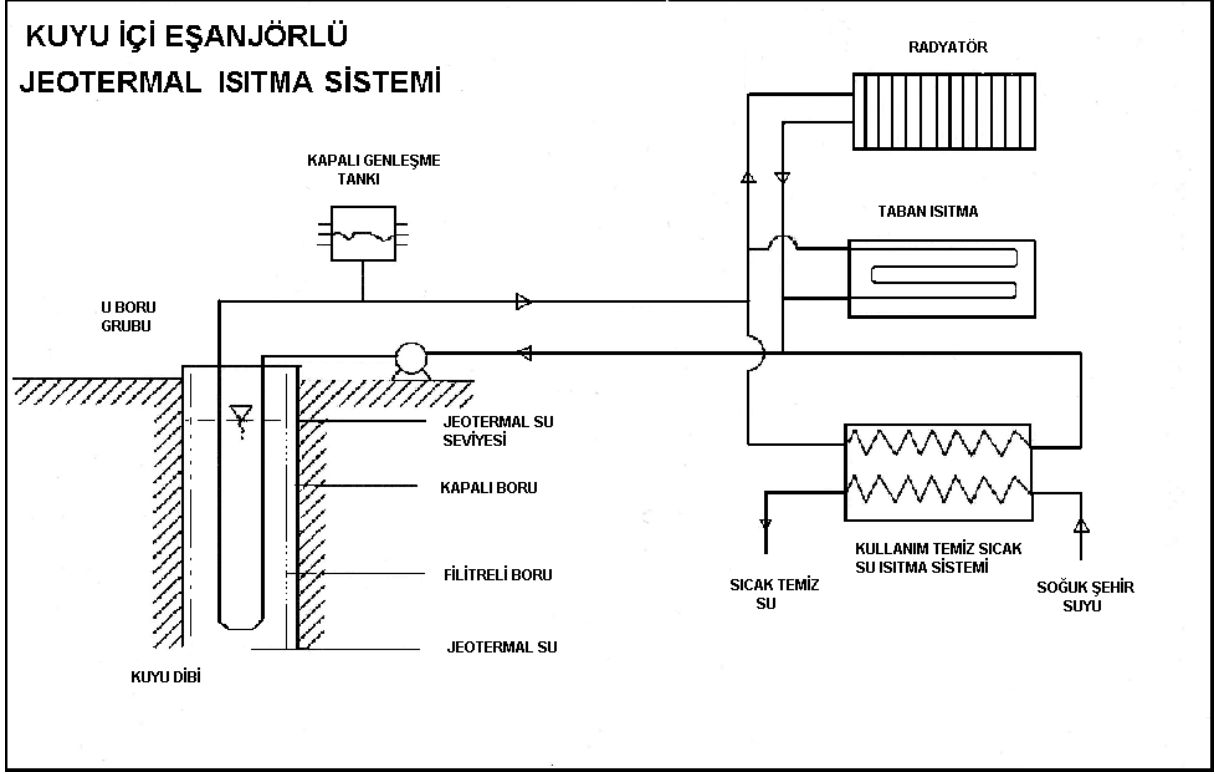 KUYU İÇİ EŞANJÖRLÜ
JEOTERMAL ISITMA SİSTEMİ
RADYATÖR
KAPALI GENLEŞME
TANKI
TABAN ISITMA
U BORU
GRUBU
JEOTERMAL SU
SEVİYESİ
KAPALI BORU
FİLİTRELİ BORU
JEOTERMAL SU
KUYU DİBİ
KULLANIM TEMİZ SICAK
SU ISITMA SİSTEMİ
SICAK TEMİZ
SU
SOĞUK ŞEHİR
SUYU